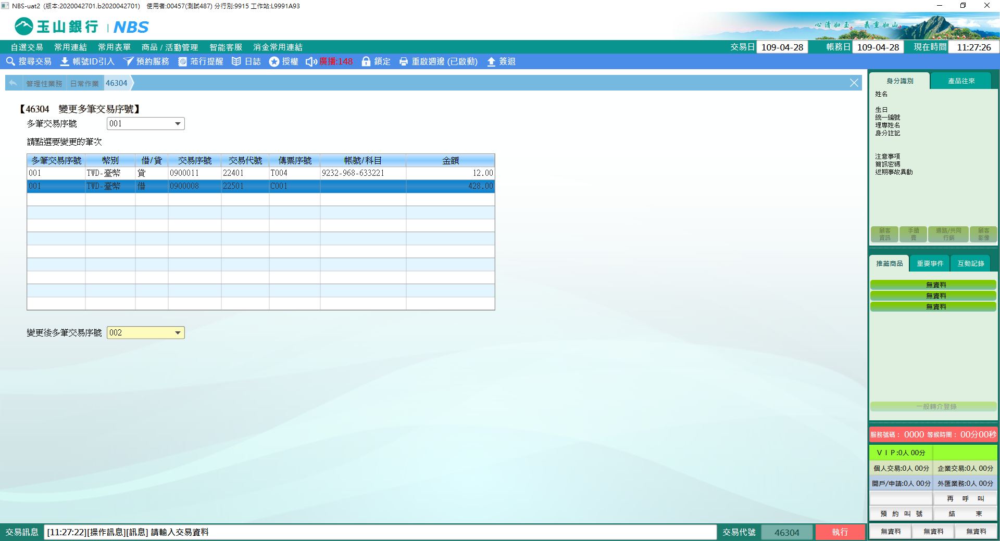 NBS-uat2 (版本:2020042701.b2020042701) 使用者:00457(測試487) 分行別:9915 工作站:L9991A93
玉山銀行 | NBS
心清如玉。 義重如山。
自選交易 常用連結 常用表單 商品 / 活動管理 智能客服 消金常用連結 交易日 109-04-28 帳務日 109-04-28 現在時間 11:27:26
搜尋交易 帳號ID引入 預約服務 蒞行提醒 日誌 授權 廣播:148 鎖定 重啟週邊 (已啟動) 簽退
管理性業務 日常作業 46304
【46304 變更多筆交易序號】
多筆交易序號 001
請點選要變更的筆次
多筆交易序號 幣別 借/貸 交易序號 交易代號 傳票序號 帳號/科目 金額
001 TWD-臺幣 貸 0900011 22401 T004 9232-968-633221 12.00
001 TWD-臺幣 借 0900008 22501 C001 428.00
變更後多筆交易序號 002
身分識別 產品往來
姓名
生日
統一編號
理專姓名
身分註記
注意事項
簡訊密碼
近期事故異動
顧客資訊 手續費 通路/共同行銷 顧客影像
推薦商品 重要事件 互動記錄
無資料
無資料
無資料
一般轉介登錄
服務號碼: 0000 等候時間: 00分00秒
VIP:0人 00分
個人交易:0人 00分 企業交易:0人 00分
開戶/申請:0人 00分 外匯業務:0人 00分
再 呼 叫
預 約 叫 號 結 束
無資料 無資料 無資料
交易訊息 [11:27:22][操作訊息][訊息] 請輸入交易資料 交易代號 46304 執行